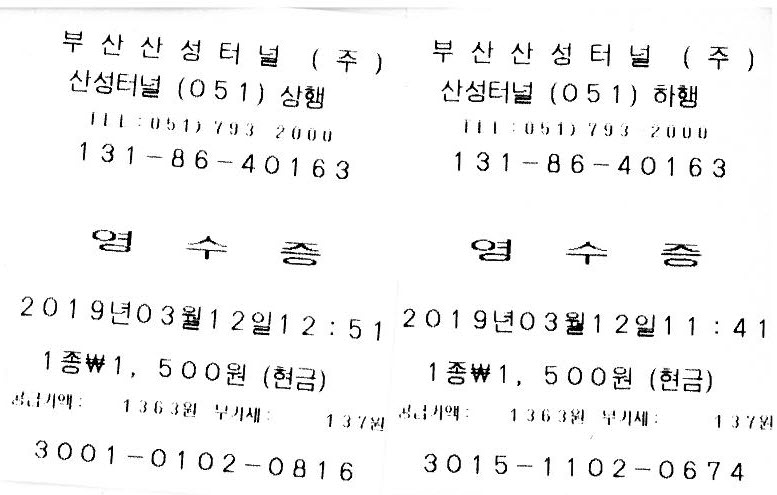 부산산성터널 (주)
산성터널 (051) 상행
TEL:051) 793-2000
131-86-40163
영 수 증
2019년03월12일12:51
1종₩1, 500원 (현금)
공급가액: 1363원 부가세: 137원
3001-0102-0816
부산산성터널 (주)
산성터널 (051) 하행
TEL:051) 793-2000
131-86-40163
영 수 증
2019년03월12일11:41
1종₩1, 500원 (현금)
공급가액: 1363원 부가세: 137원
3015-1102-0674